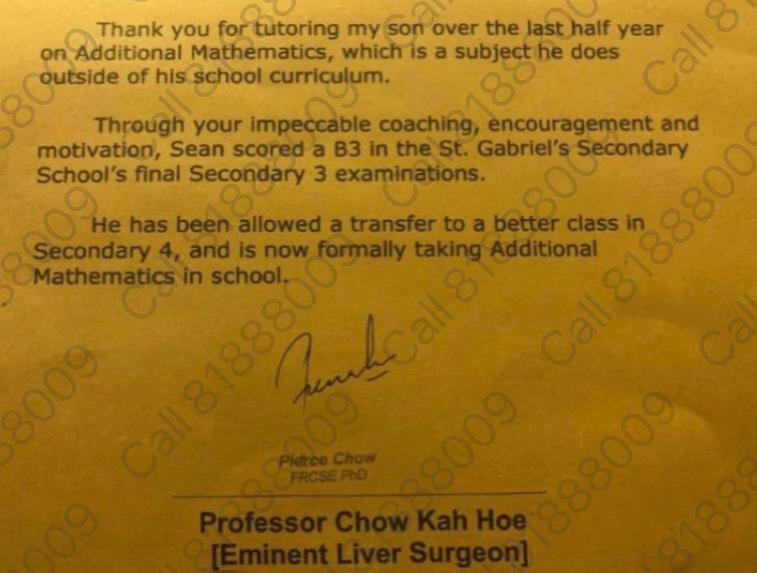 Thank you for tutoring my son over the last half year
on Additional Mathematics, which is a subject he does
outside of his school curriculum.
Through your impeccable coaching, encouragement and
motivation, Sean scored a B3 in the St. Gabriel's Secondary
School's final Secondary 3 examinations.
He has been allowed a transfer to a better class in
Secondary 4, and is now formally taking Additional
Mathematics in school.
Pierce Chow
FRCSE PhD
Professor Chow Kah Hoe
[Eminent Liver Surgeon]
Call 81888009